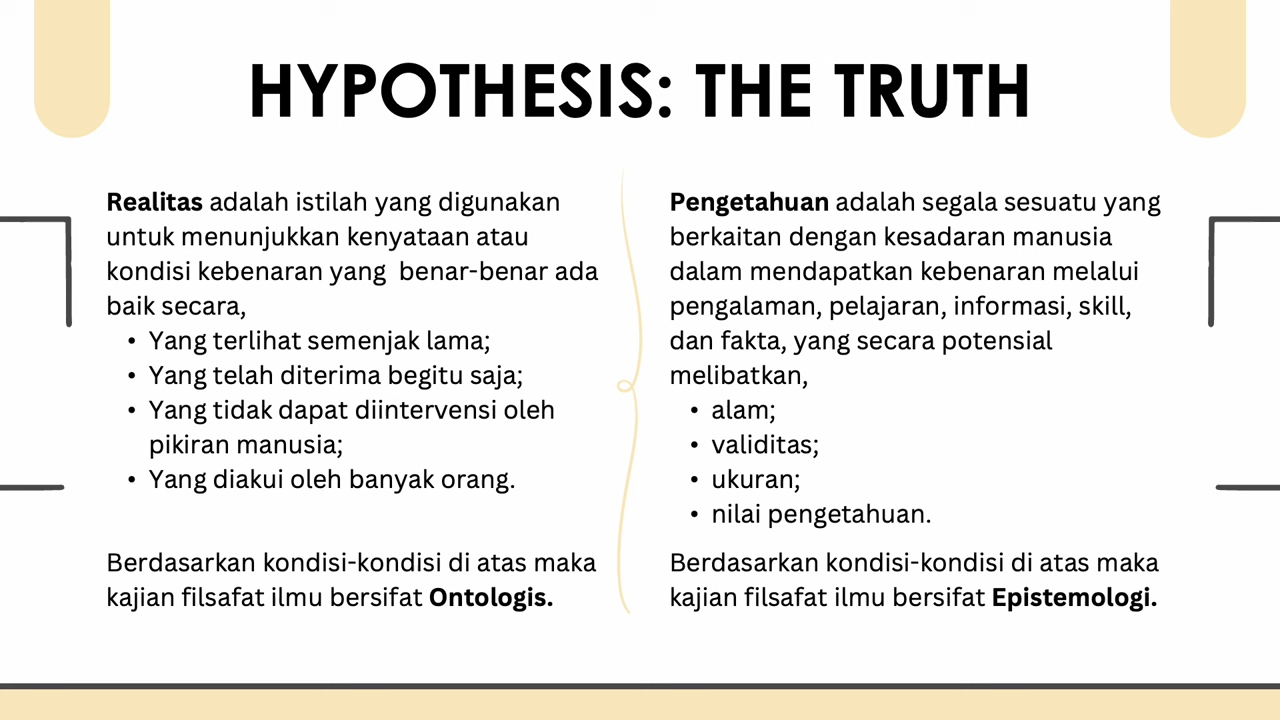 HYPOTHESIS: THE TRUTH
Realitas adalah istilah yang digunakan
untuk menunjukkan kenyataan atau
kondisi kebenaran yang  benar-benar ada
baik secara,
• Yang terlihat semenjak lama;
• Yang telah diterima begitu saja;
• Yang tidak dapat diintervensi oleh
pikiran manusia;
• Yang diakui oleh banyak orang.
Berdasarkan kondisi-kondisi di atas maka
kajian filsafat ilmu bersifat Ontologis.
Pengetahuan adalah segala sesuatu yang
berkaitan dengan kesadaran manusia
dalam mendapatkan kebenaran melalui
pengalaman, pelajaran, informasi, skill,
dan fakta, yang secara potensial
melibatkan,
• alam;
• validitas;
• ukuran;
• nilai pengetahuan.
Berdasarkan kondisi-kondisi di atas maka
kajian filsafat ilmu bersifat Epistemologi.